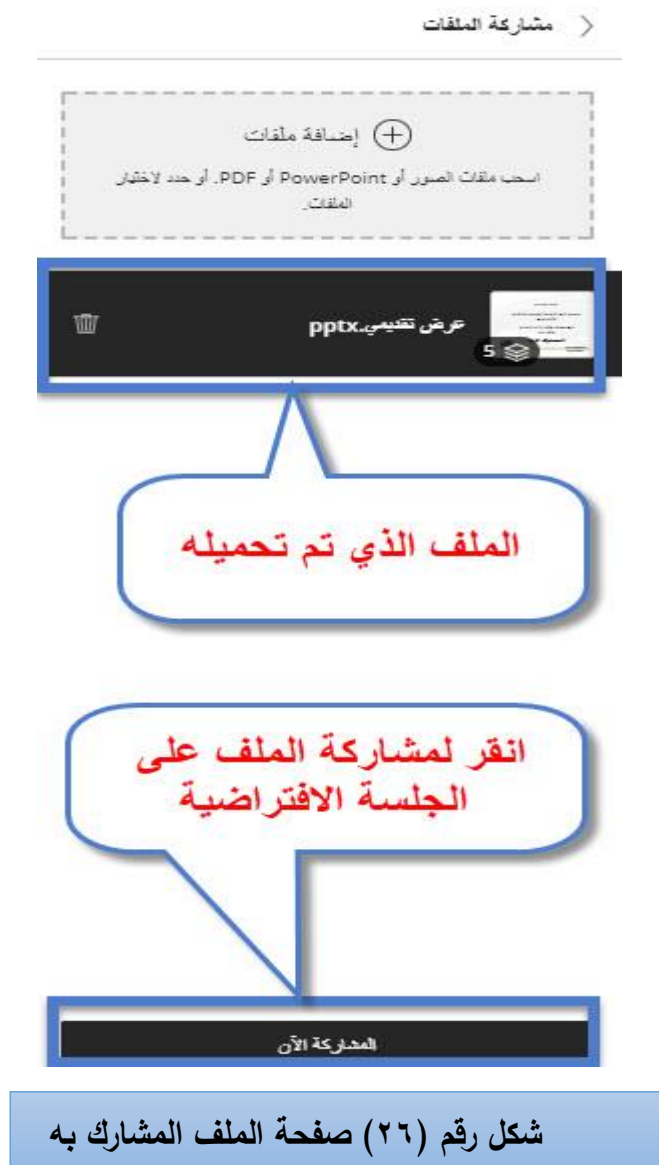 مشاركة الملفات
إضافة ملفات
اسحب ملفات الصور أو PowerPoint أو PDF. أو حدد لاختيار
الملفات.
عرض تقديمي.pptx
5
الملف الذي تم تحميله
انقر لمشاركة الملف على
الجلسة الافتراضية
المشاركة الآن
شكل رقم (٢٦) صفحة الملف المشارك به